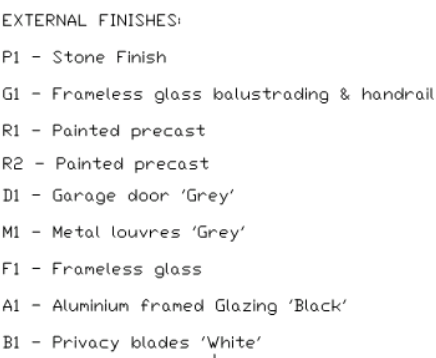 EXTERNAL FINISHES:
P1 - Stone Finish
G1 - Frameless glass balustrading & handrail
R1 - Painted precast
R2 - Painted precast
D1 - Garage door 'Grey'
M1 - Metal louvres 'Grey'
F1 - Frameless glass
A1 - Aluminium framed Glazing 'Black'
B1 - Privacy blades 'White'